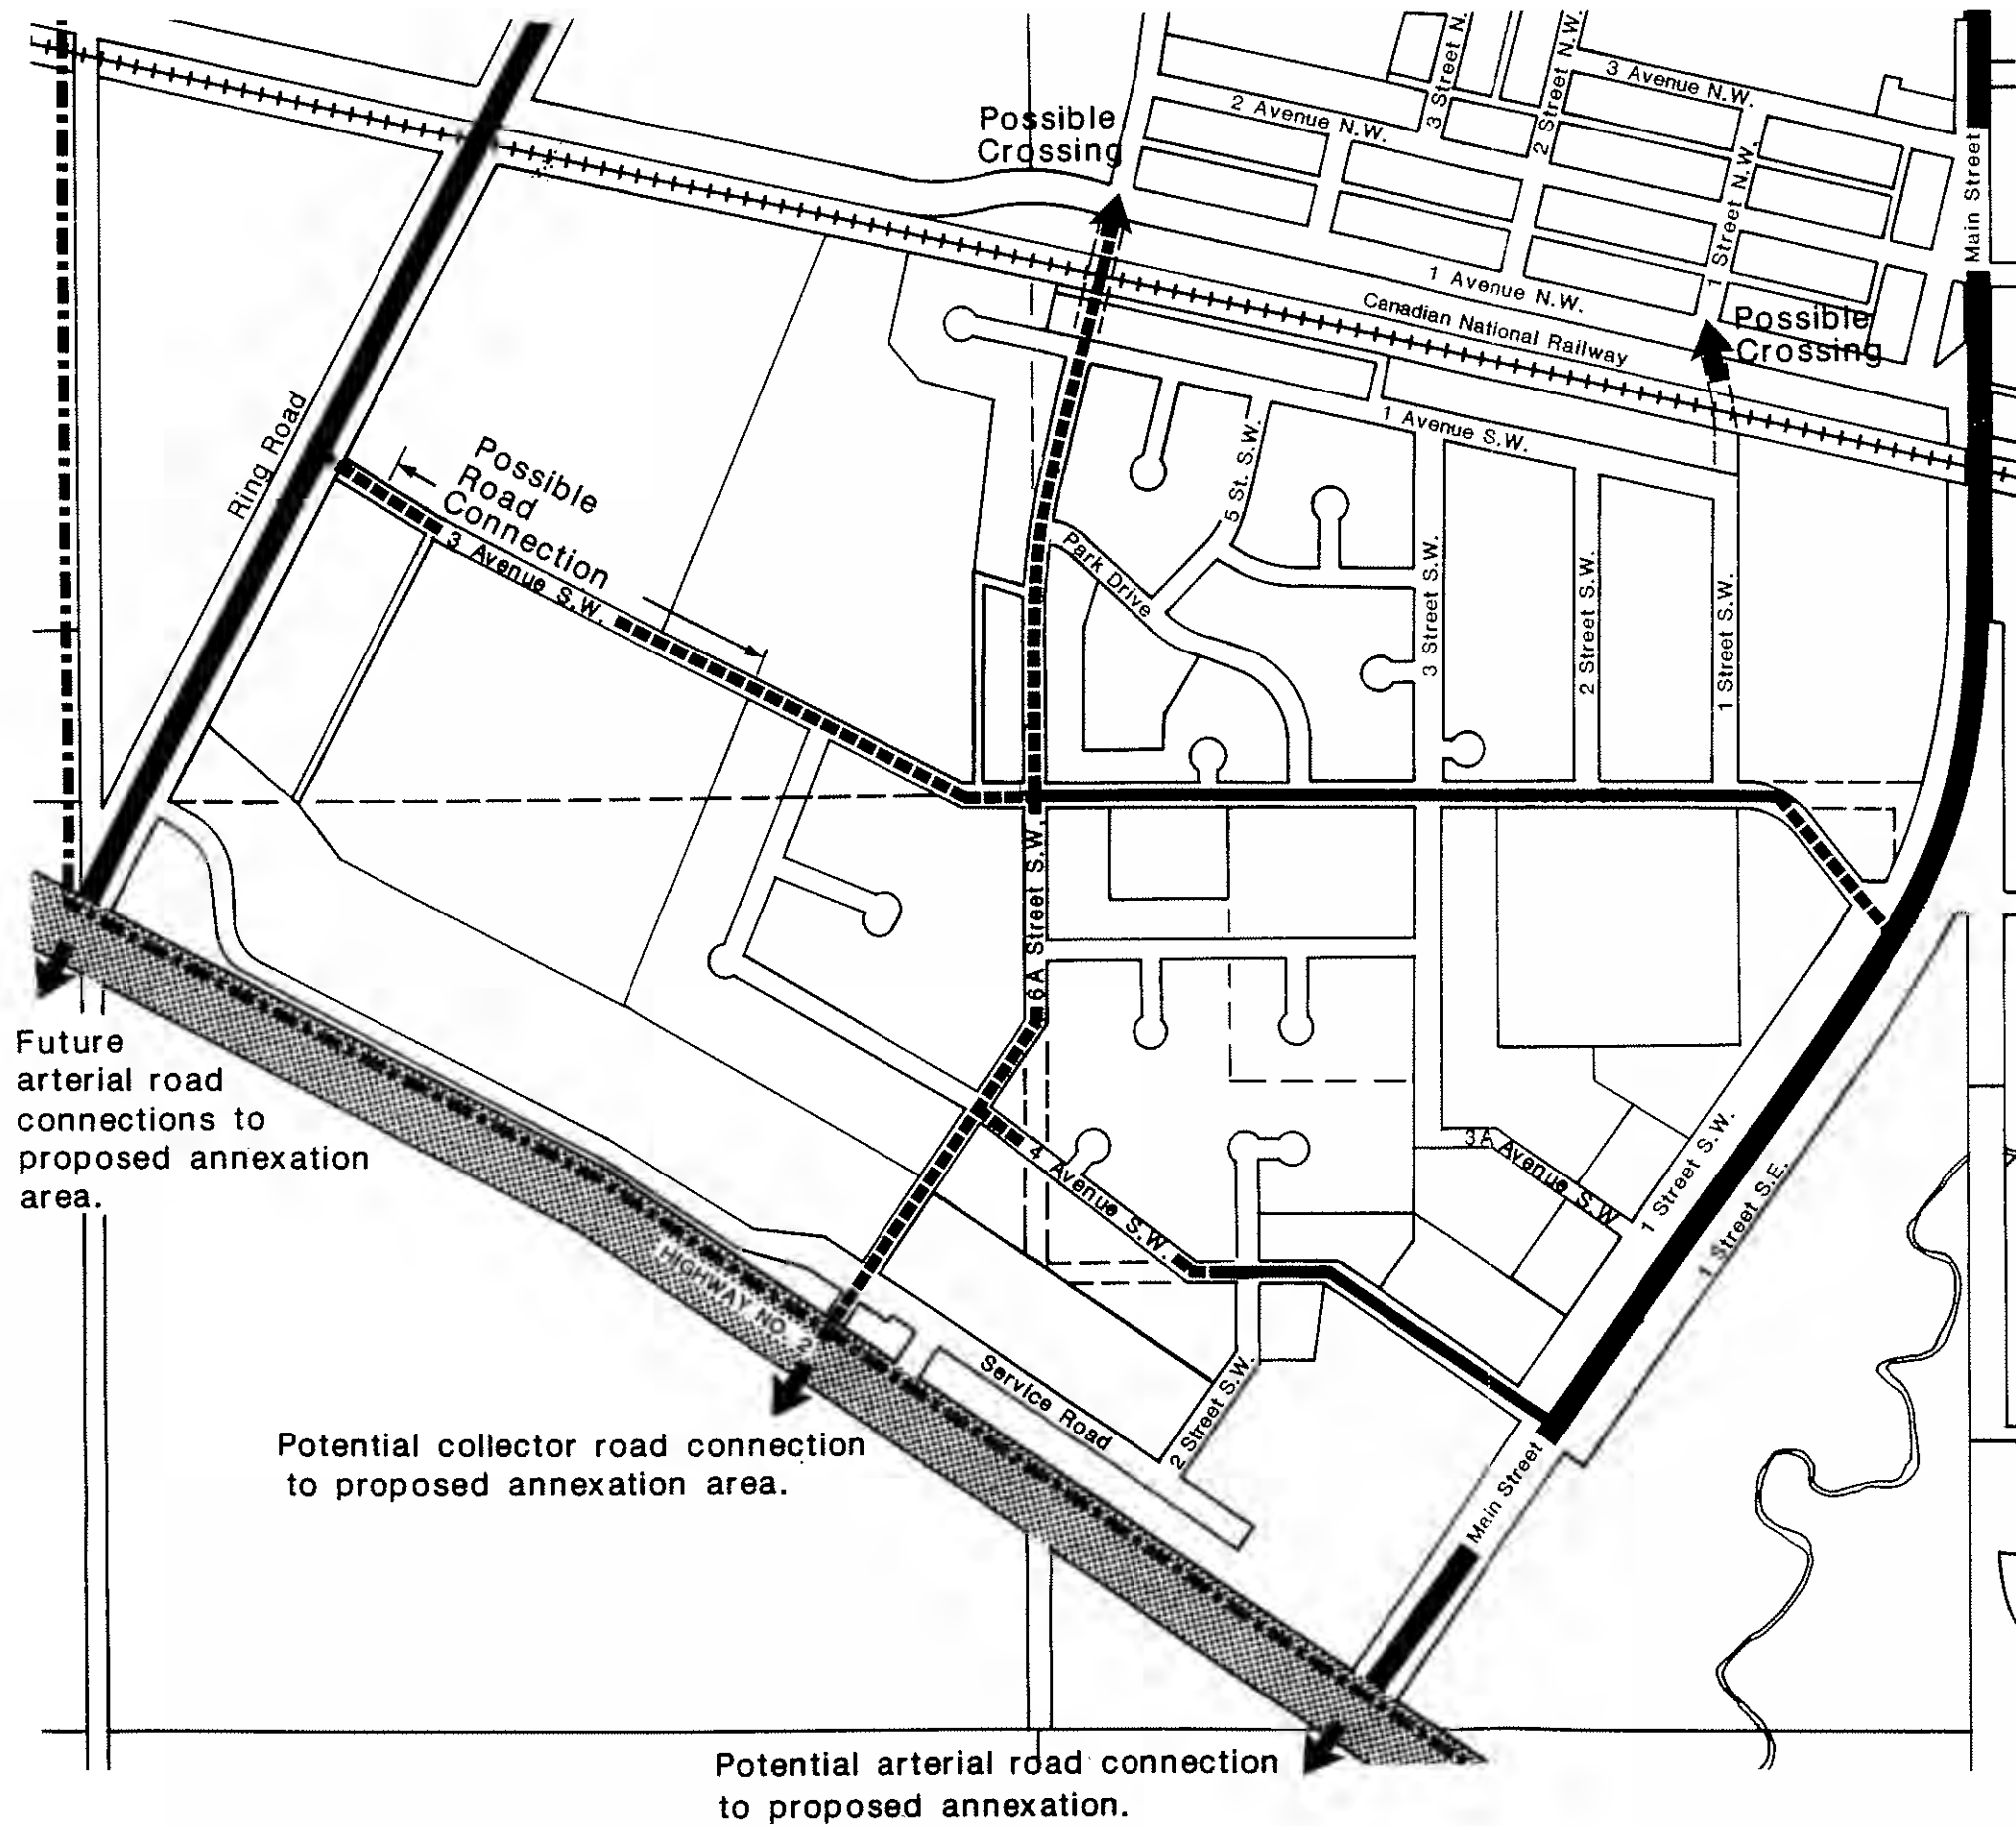 3 Street N.
2 Street N.W.
3 Avenue N.W.
2 Avenue N.W.
Possible
Crossing
Main Street
1 Street N.W.
1 Avenue N.W.
Canadian National Railway
Possible
Crossing
Ring Road
Possible
Road
Connection
3 Avenue S.W.
1 Avenue S.W.
5 St. S.W.
Park Drive
3 Street S.W.
2 Street S.W.
1 Street S.W.
6A Street S.W.
Future
arterial road
connections to
proposed annexation
area.
3A Avenue S.W
4 Avenue S.W.
1 Street S.W.
1 Street S.E.
HIGHWAY NO. 2
Service Road
2 Street S.W.
Main Street
Potential collector road connection
to proposed annexation area.
Potential arterial road connection
to proposed annexation.